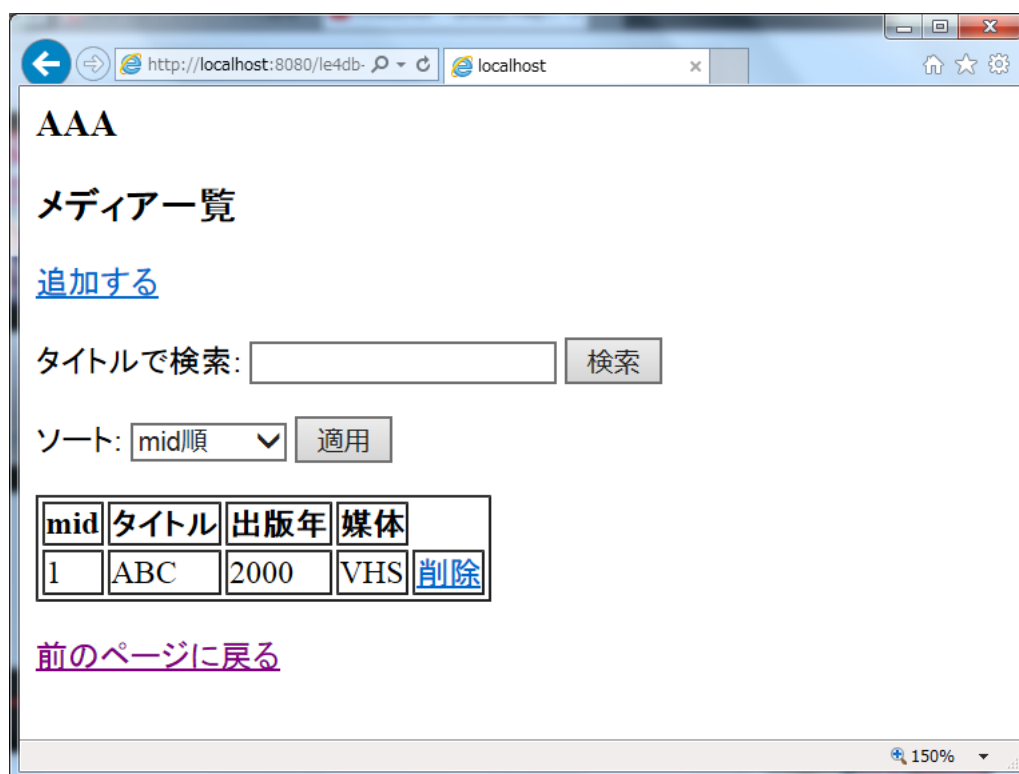 http://localhost:8080/le4db-
localhost
AAA
メディア一覧
追加する
タイトルで検索: 検索
ソート: mid順 適用
mid タイトル 出版年 媒体
1 ABC 2000 VHS 削除
前のページに戻る
150%